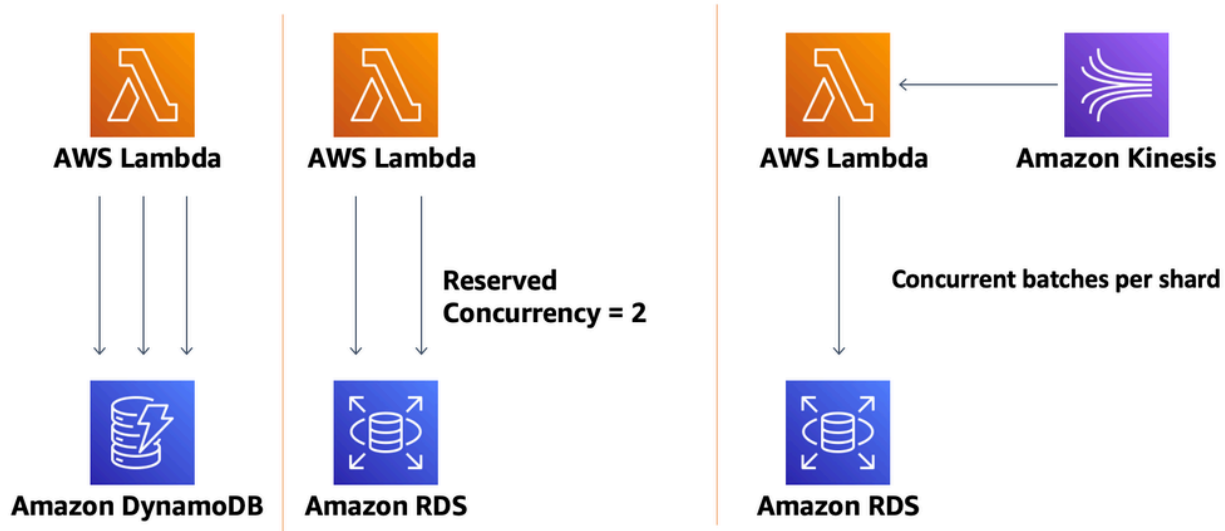 AWS Lambda
Amazon DynamoDB
AWS Lambda
Reserved
Concurrency = 2
Amazon RDS
AWS Lambda
Amazon Kinesis
Concurrent batches per shard
Amazon RDS